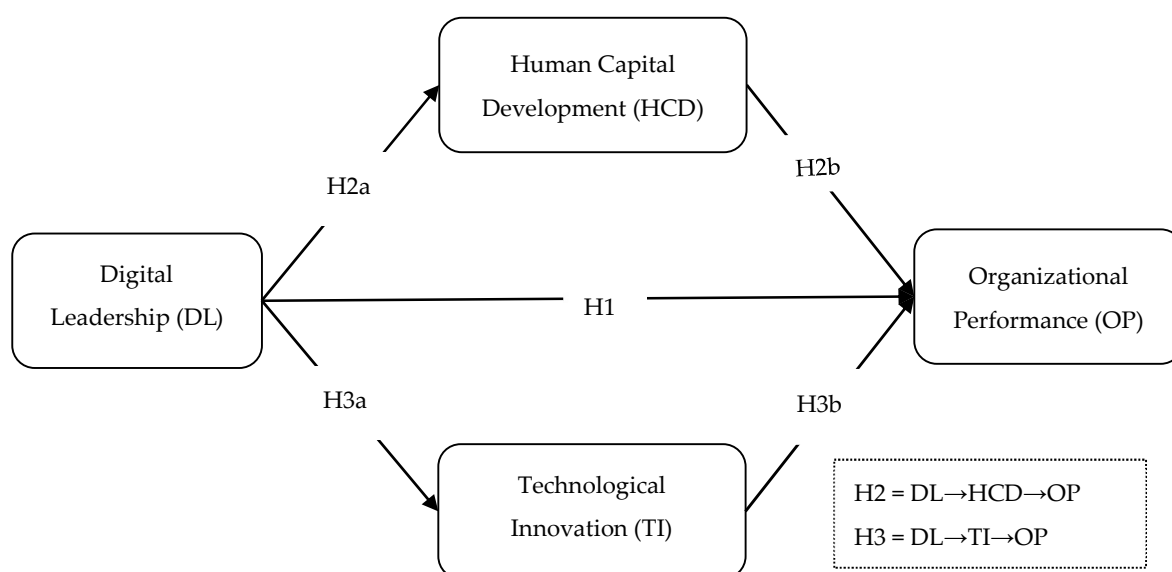 Human Capital
Development (HCD)
H2a
H2b
Digital
Leadership (DL)
H1
Organizational
Performance (OP)
H3a
H3b
Technological
Innovation (TI)
H2 = DL→HCD→OP
H3 = DL→TI→OP